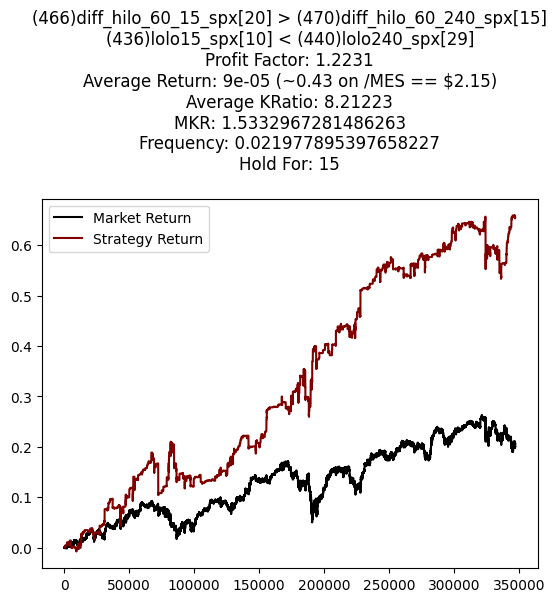 (466)diff_hilo_60_15_spx[20] > (470)diff_hilo_60_240_spx[15]
(436)lolo15_spx[10] < (440)lolo240_spx[29]
Profit Factor: 1.2231
Average Return: 9e-05 (~0.43 on /MES == $2.15)
Average KRatio: 8.21223
MKR: 1.5332967281486263
Frequency: 0.021977895397658227
Hold For: 15
Market Return
Strategy Return
0.6
0.5
0.4
0.3
0.2
0.1
0.0
0 50000 100000 150000 200000 250000 300000 350000